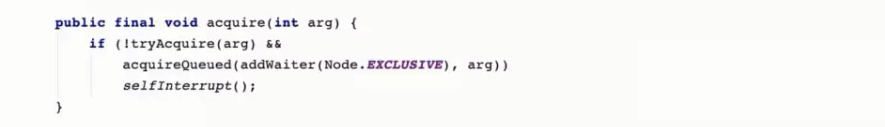 public final void acquire(int arg) {
if (!tryAcquire(arg) &&
acquireQueued(addWaiter(Node.EXCLUSIVE), arg))
selfInterrupt();
}